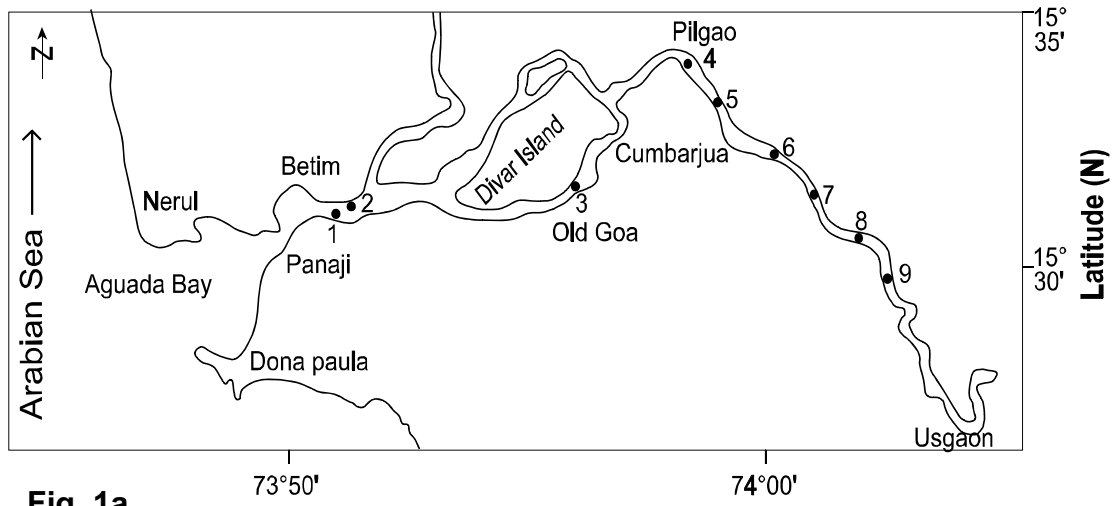 15°
35'
N
Pilgao
4
5
Betim
Divar Island
Cumbarjua
6
Nerul
2
1
3
7
Old Goa
8
Panaji
15°
30'
Aguada Bay
9
Arabian Sea
Latitude (N)
Dona paula
Usgaon
73°50'
74°00'
Fig. 1a